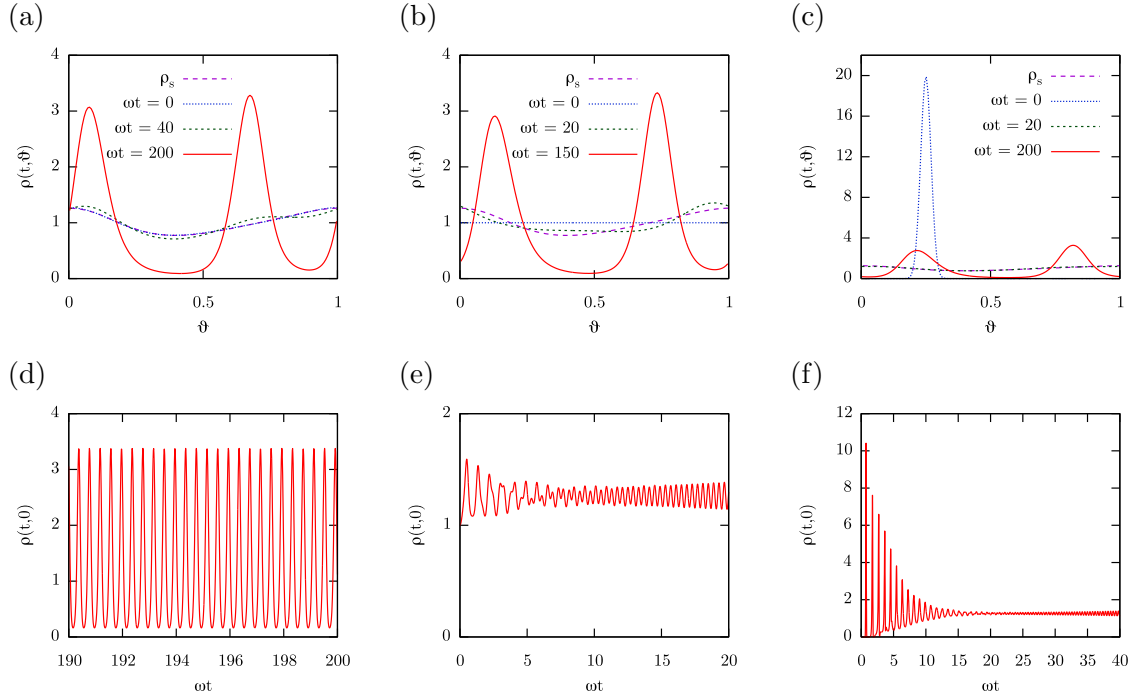 (a)
4
3
2
1
0
ρ(t,ϑ)
ρs
ωt = 0
ωt = 40
ωt = 200
0 0.5 1
ϑ
(b)
4
3
2
1
0
ρ(t,ϑ)
ρs
ωt = 0
ωt = 20
ωt = 150
0 0.5 1
ϑ
(c)
20
16
12
8
4
0
ρ(t,ϑ)
ρs
ωt = 0
ωt = 20
ωt = 200
0 0.5 1
ϑ
(d)
4
3
2
1
0
ρ(t,0)
190 192 194 196 198 200
ωt
(e)
2
1
0
ρ(t,0)
0 5 10 15 20
ωt
(f)
12
10
8
6
4
2
0
ρ(t,0)
0 5 10 15 20 25 30 35 40
ωt